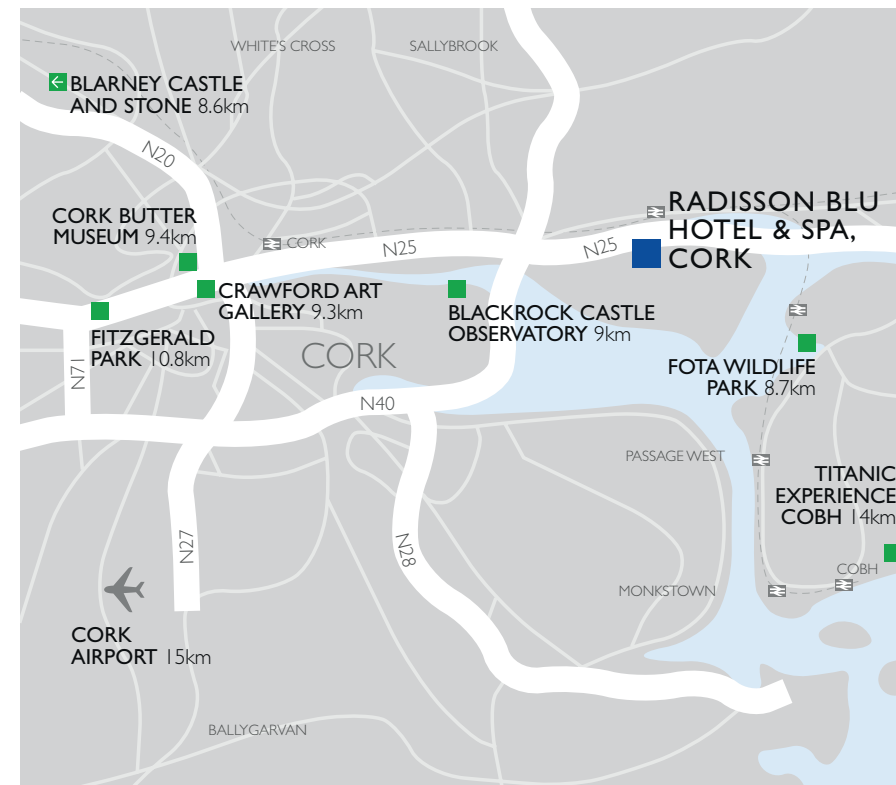 WHITE'S CROSS
SALLYBROOK
BLARNEY CASTLE
AND STONE 8.6km
N20
CORK BUTTER
MUSEUM 9.4km
CORK
N25
N25
RADISSON BLU
HOTEL & SPA,
CORK
CRAWFORD ART
GALLERY 9.3km
BLACKROCK CASTLE
OBSERVATORY 9km
FITZGERALD
PARK 10.8km
N71
CORK
FOTA WILDLIFE
PARK 8.7km
N40
PASSAGE WEST
TITANIC
EXPERIENCE
COBH 14km
N27
N28
COBH
MONKSTOWN
CORK
AIRPORT 15km
BALLYGARVAN